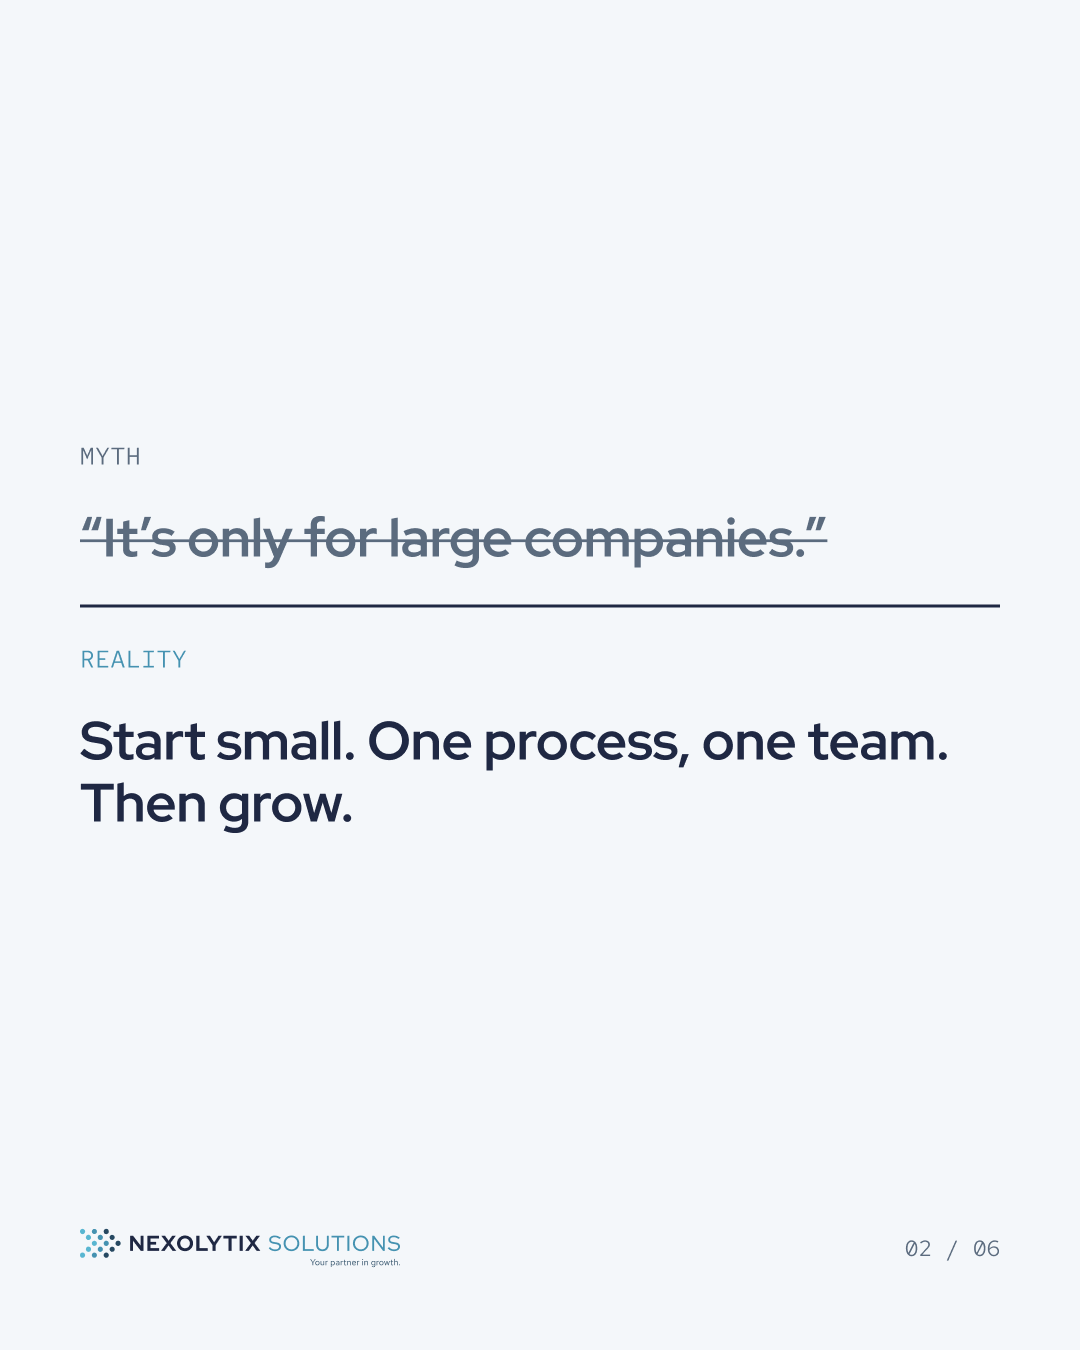 MYTH
“It’s only for large companies.”
REALITY
Start small. One process, one team.
Then grow.
NEXOLYTIX SOLUTIONS
Your partner in growth.
02 / 06